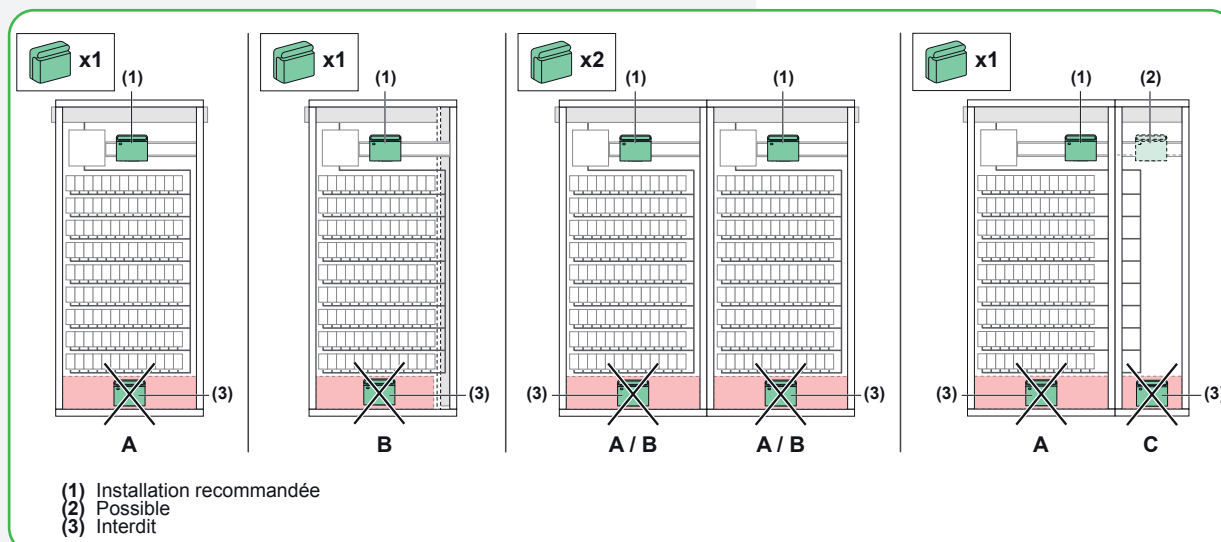 x1
(1)
(3)
A
x1
(1)
(3)
B
x2
(1)
(1)
(3)
(3)
A / B
A / B
x1
(1)
(2)
(3)
(3)
A
C
(1) Installation recommandée
(2) Possible
(3) Interdit